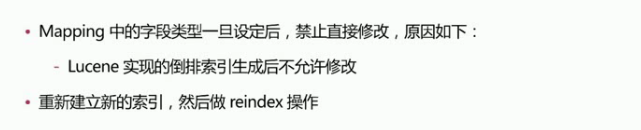 • Mapping 中的字段类型一旦设定后，禁止直接修改，原因如下：
- Lucene 实现的倒排索引生成后不允许修改
• 重新建立新的索引，然后做 reindex 操作